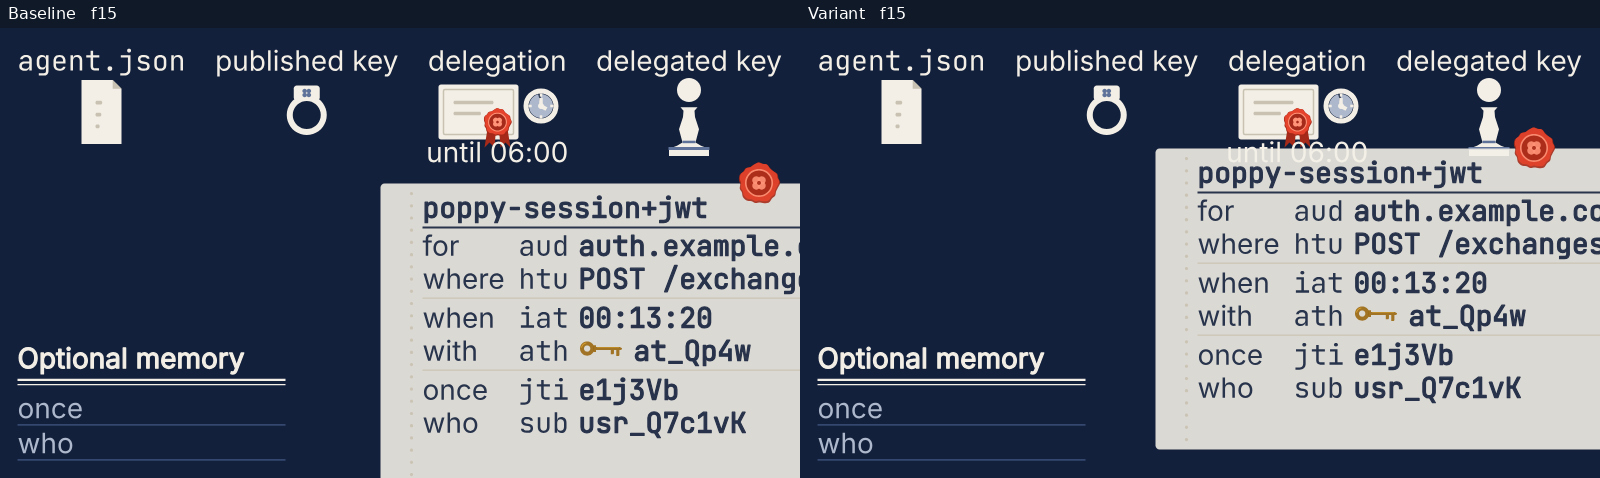 Baseline f15
agent.json published key delegation delegated key
until 06:00
poppy-session+jwt
for aud auth.example.
where htu POST /exchang
when iat 00:13:20
with ath at_Qp4w
once jti e1j3Vb
who sub usr_Q7c1vK
Optional memory
once
who
Variant f15
agent.json published key delegation delegated key
until 06:00
poppy-session+jwt
for aud auth.example.co
where htu POST /exchanges
when iat 00:13:20
with ath at_Qp4w
once jti e1j3Vb
who sub usr_Q7c1vK
Optional memory
once
who